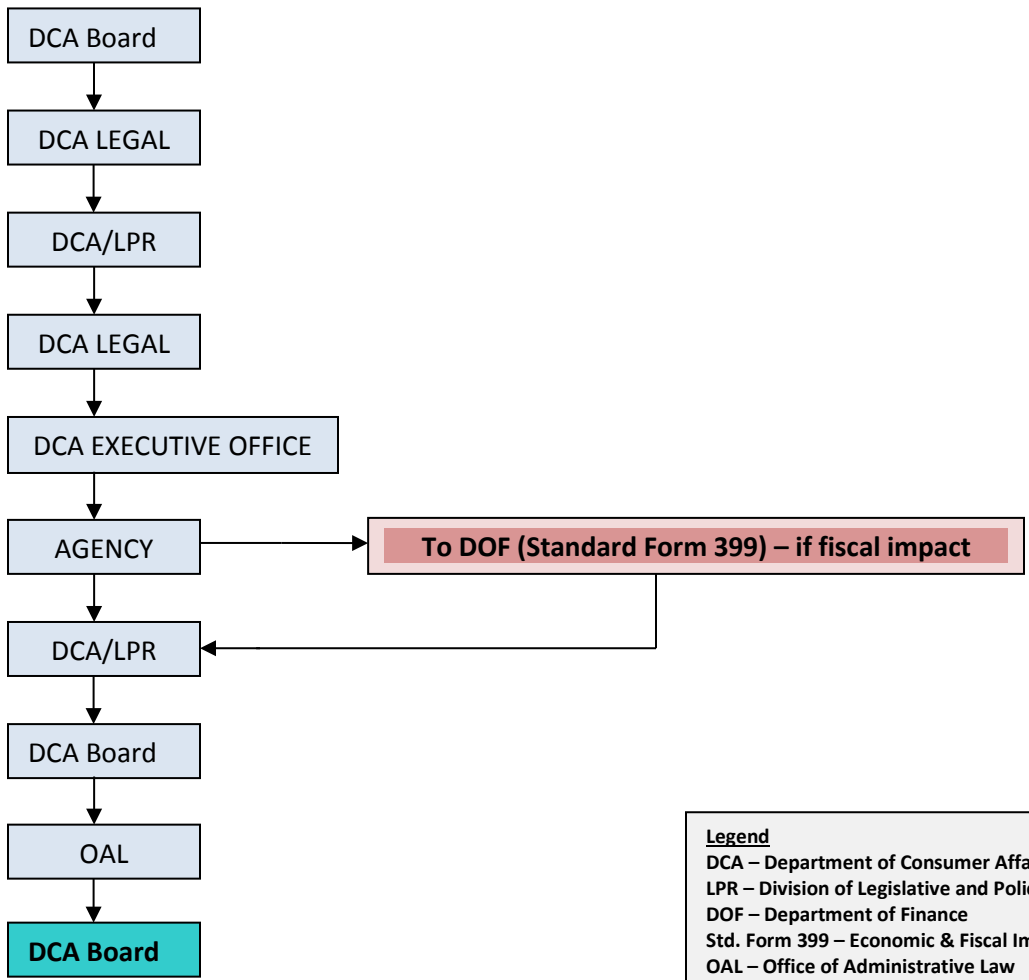 DCA Board
DCA LEGAL
DCA/LPR
DCA LEGAL
DCA EXECUTIVE OFFICE
AGENCY
To DOF (Standard Form 399) – if fiscal impact
DCA/LPR
DCA Board
OAL
DCA Board
Legend
DCA – Department of Consumer
LPR – Division of Legislative and
DOF – Department of Finance
Std. Form 399 – Economic & Fiscal
OAL – Office of Administrative Law